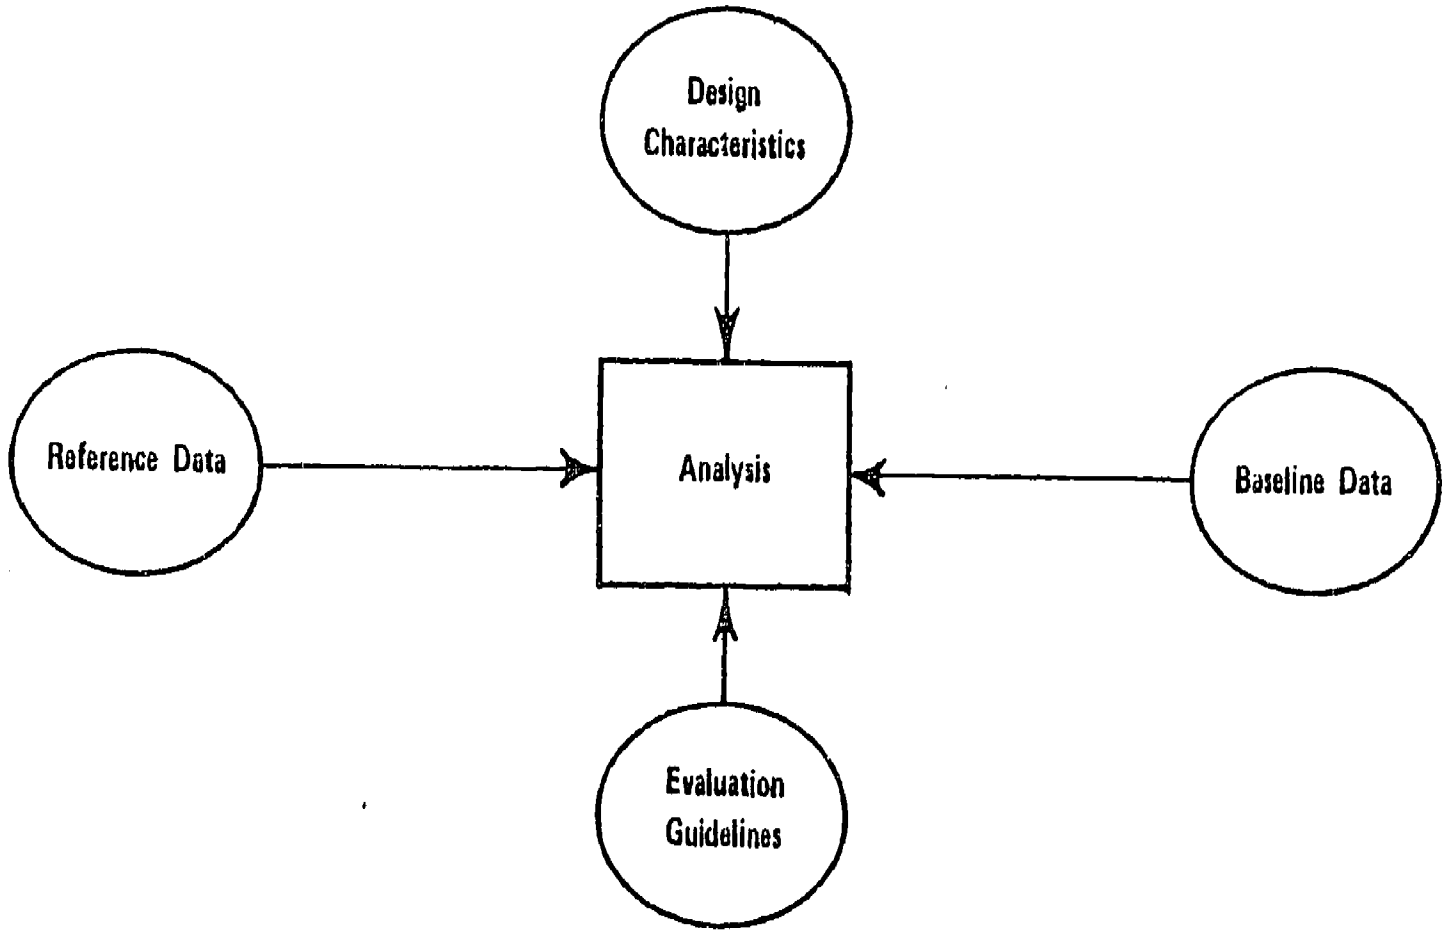 Design
Characteristics
Reference Data
Analysis
Baseline Data
Evaluation
Guidelines